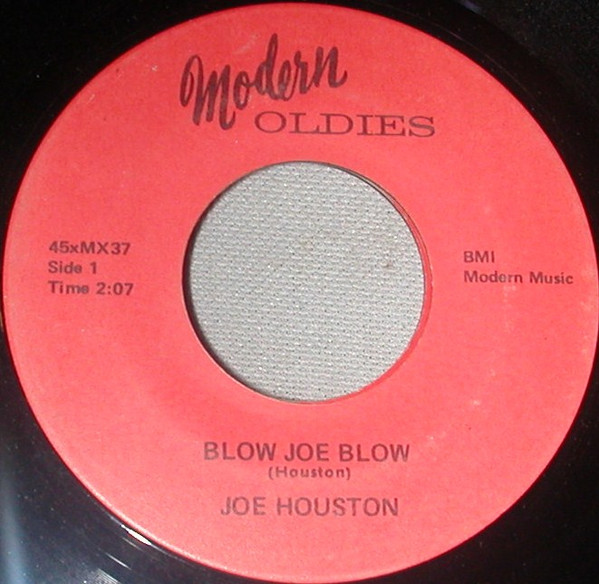 Modern
OLDIES
45xMX37
Side 1
Time 2:07
BMI
Modern Music
BLOW JOE BLOW
(Houston)
JOE HOUSTON